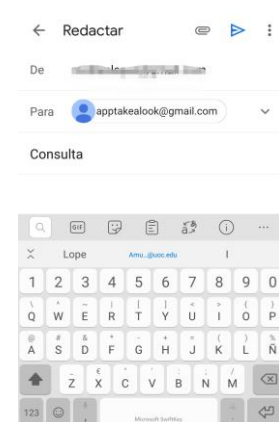 Redactar
De
Para apptakealook@gmail.com
Consulta
GIF
Lope Amu...@uoc.edu I
1 2 3 4 5 6 7 8 9 0
Q W E R T Y U I O P
A S D F G H J K L Ñ
Z X C V B N M
123 Microsoft SwiftKey